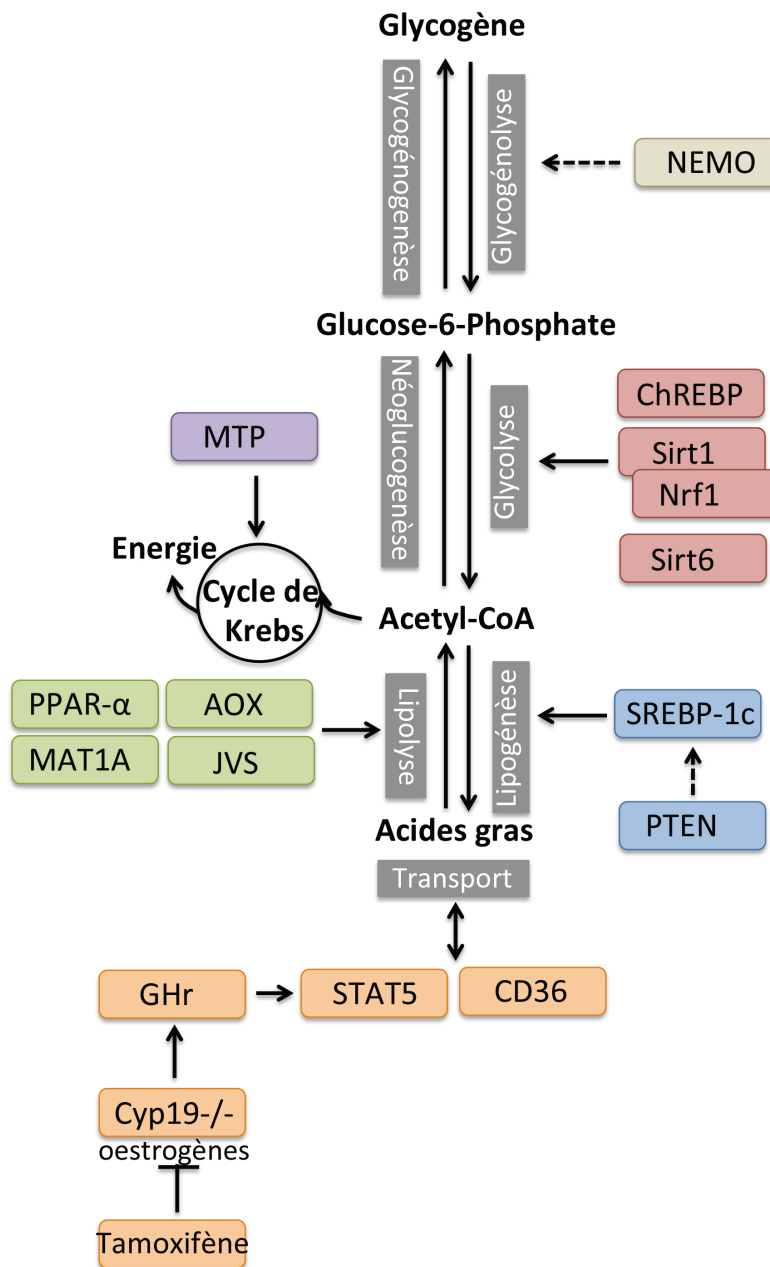 Glycogène
Glycogénogenèse
Glycogénolyse
NEMO
Glucose-6-Phosphate
Néoglucogenèse
Glycolyse
ChREBP
Sirt1
Nrf1
Sirt6
MTP
Energie
Cycle de
Krebs
Acetyl-CoA
PPAR-α
AOX
MAT1A
JVS
Lipolyse
Lipogénèse
SREBP-1c
PTEN
Acides gras
Transport
GHr
STAT5
CD36
Cyp19-/-
oestrogènes
Tamoxifène